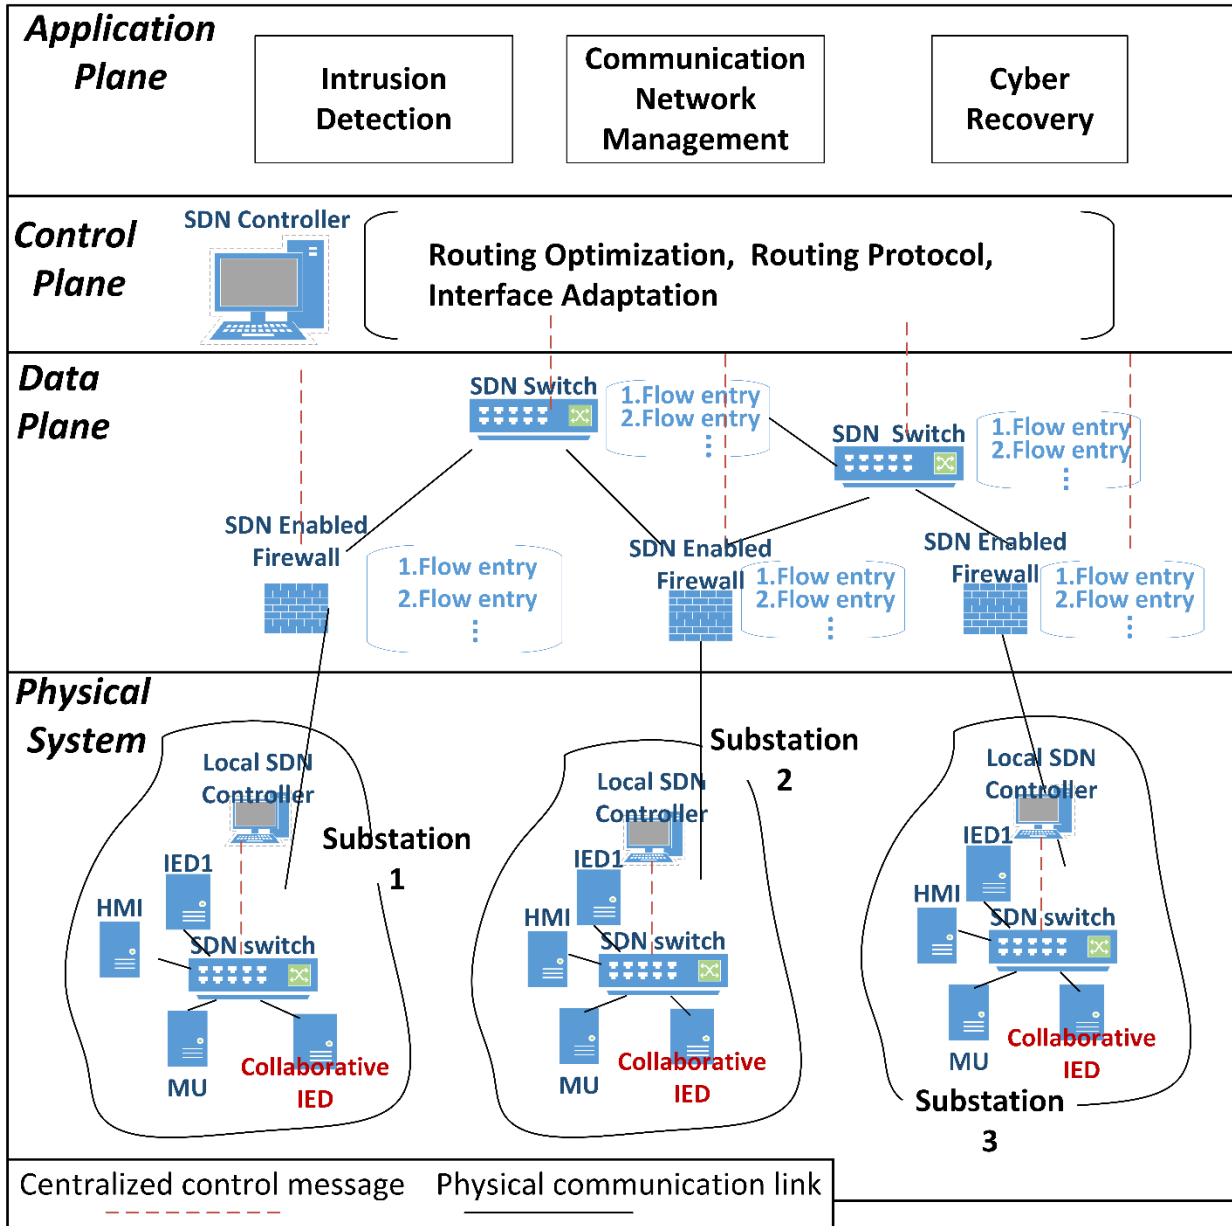 Application
Plane
Intrusion
Detection
Communication
Network
Management
Cyber
Recovery
Control
Plane
SDN Controller
Routing Optimization, Routing Protocol,
Interface Adaptation
Data
Plane
SDN Switch
1.Flow entry
2.Flow entry
SDN Switch
1.Flow entry
2.Flow entry
SDN Enabled
Firewall
1.Flow entry
2.Flow entry
SDN Enabled
Firewall
1.Flow entry
2.Flow entry
SDN Enabled
Firewall
1.Flow entry
2.Flow entry
Physical
System
Local SDN
Controller
Substation
1
IED1
HMI
SDN switch
MU
Collaborative
IED
Substation
2
Local SDN
Controller
IED1
HMI
SDN switch
MU
Collaborative
IED
Local SDN
Controller
IED1
HMI
SDN switch
MU
Collaborative
IED
Substation
3
Centralized control message
Physical communication link